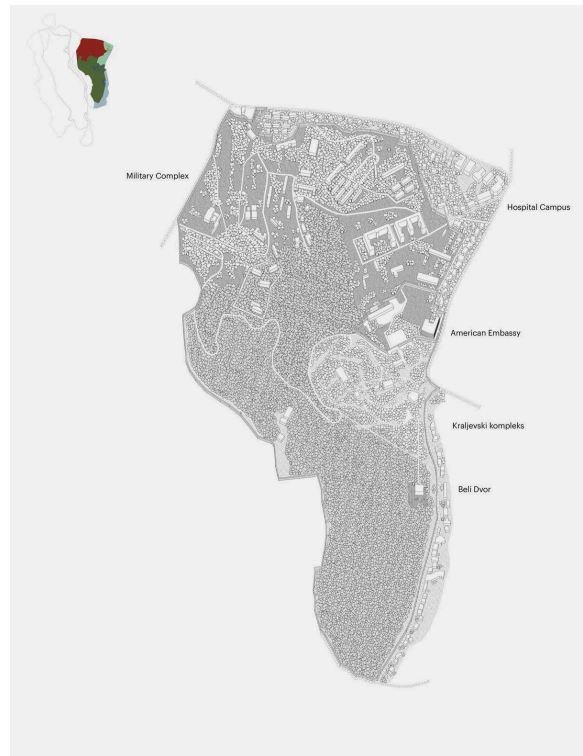 Military Complex
Hospital Campus
American Embassy
Kraljevski kompleks
Beli Dvor